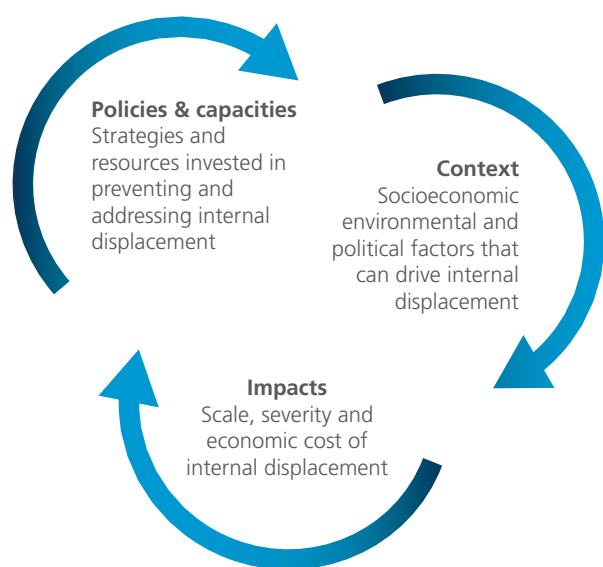 Policies & capacities
Strategies and
resources invested in
preventing and
addressing internal
displacement
Context
Socioeconomic
environmental and
political factors that
can drive internal
displacement
Impacts
Scale, severity and
economic cost of
internal displacement